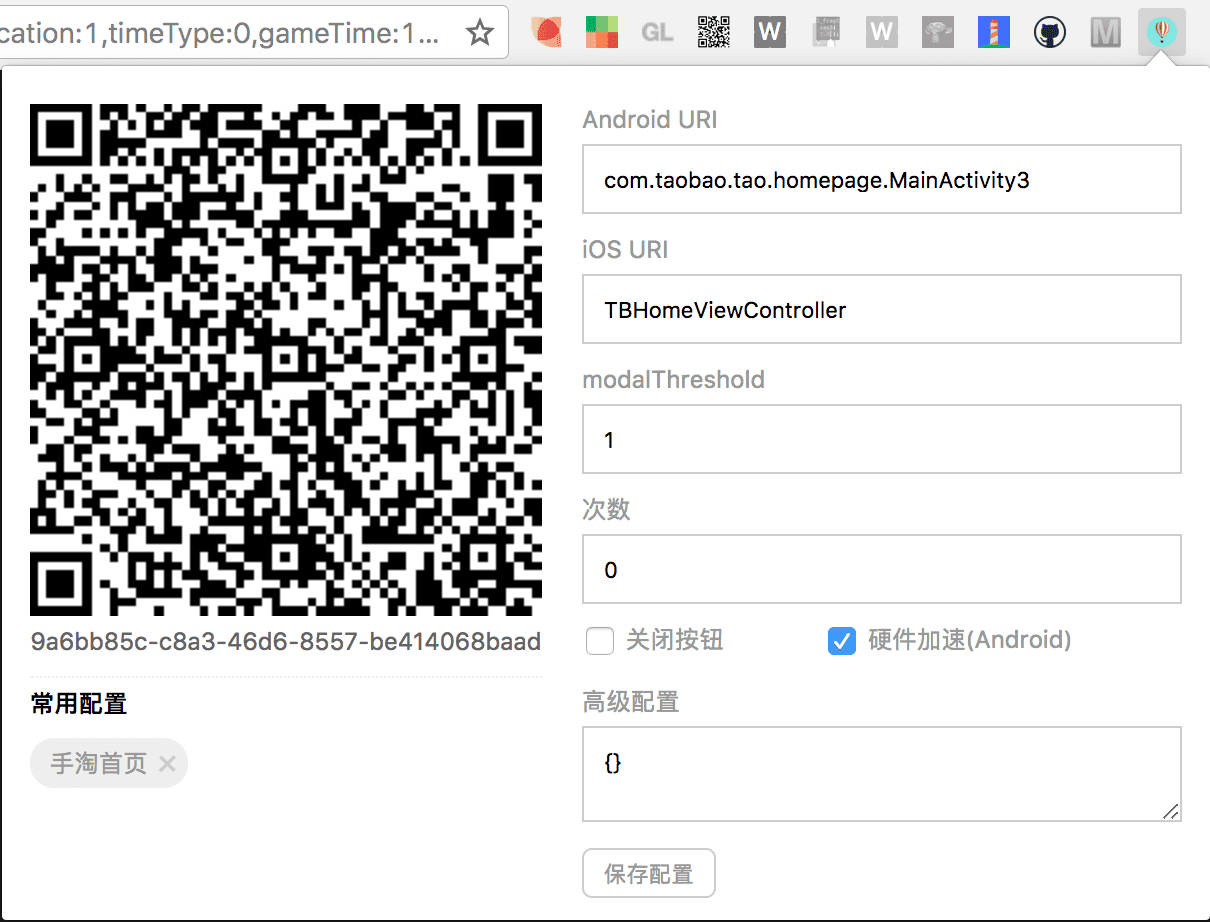 cation:1,timeType:0,gameTime:1...
GL
W
W
M
9a6bb85c-c8a3-46d6-8557-be414068baad
常用配置
手淘首页
Android URI
com.taobao.tao.homepage.MainActivity3
iOS URI
TBHomeViewController
modalThreshold
1
次数
0
关闭按钮
硬件加速(Android)
高级配置
{}
保存配置